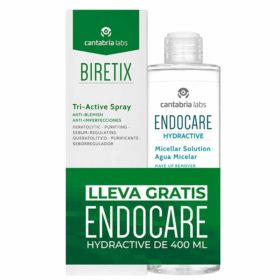 cantabria labs
BIRETIX
Tri-Active Spray
ANTI-BLEMISH
ANTI-IMPERFECCIONES
KERATOLYTIC - PURIFYING -
SEBUM-REGULATING
QUERATOLÍTICO - PURIFICANTE
SEBORREGULADOR
cantabria labs
ENDOCARE
HYDRACTIVE
Micellar Solution
Agua Micelar
MAKE UP REMOVER
LLEVA GRATIS
ENDOCARE
HYDRACTIVE DE 400 ML